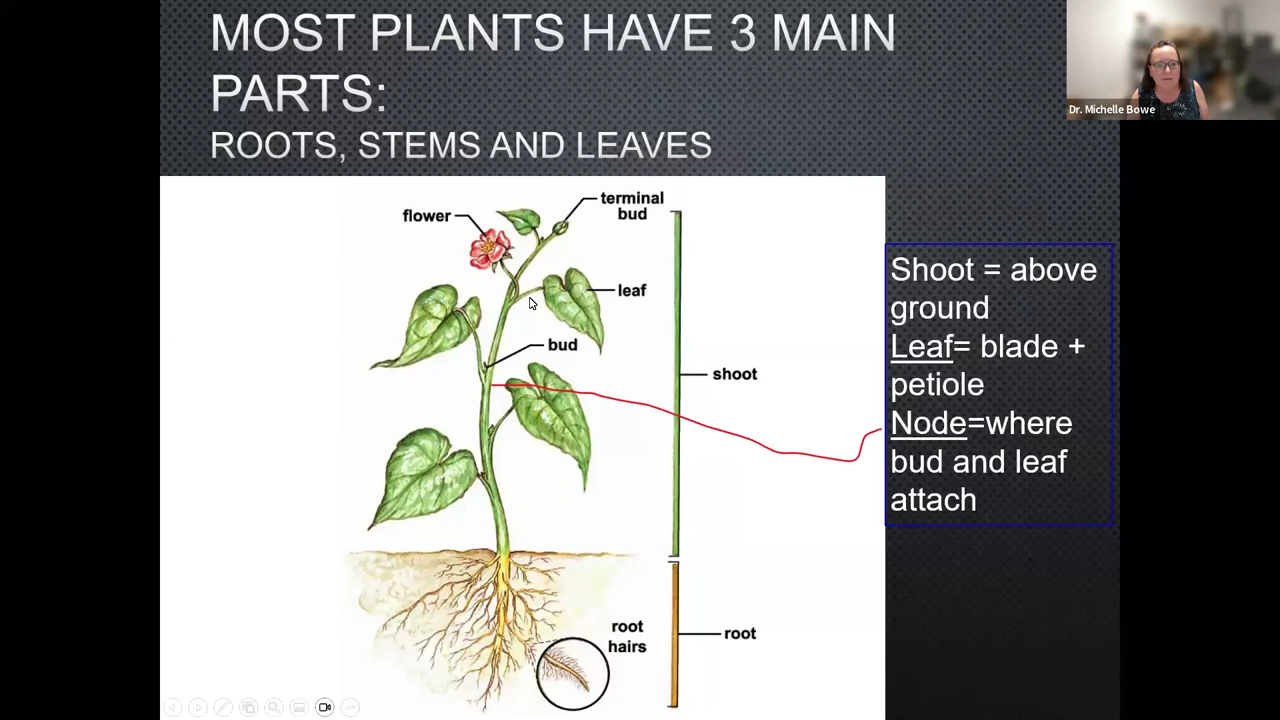 MOST PLANTS HAVE 3 MAIN
PARTS:
ROOTS, STEMS AND LEAVES
Dr. Michelle Bowe
flower
terminal
bud
leaf
bud
shoot
root
hairs
root
Shoot = above
ground
Leaf= blade +
petiole
Node=where
bud and leaf
attach